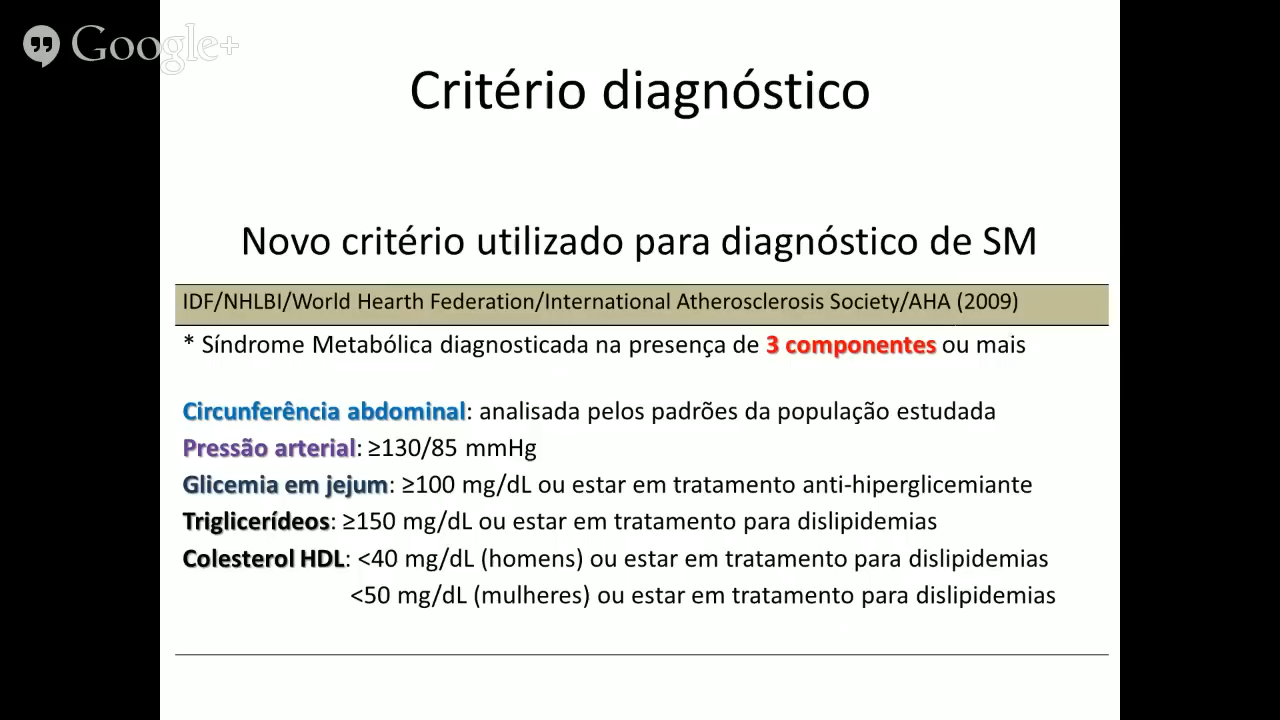 Google+
Critério diagnóstico
Novo critério utilizado para diagnóstico de SM
IDF/NHLBI/World Hearth Federation/International Atherosclerosis Society/AHA (2009)
* Síndrome Metabólica diagnosticada na presença de 3 componentes ou mais
Circunferência abdominal: analisada pelos padrões da população estudada
Pressão arterial: ≥130/85 mmHg
Glicemia em jejum: ≥100 mg/dL ou estar em tratamento anti-hiperglicemiante
Triglicerídeos: ≥150 mg/dL ou estar em tratamento para dislipidemias
Colesterol HDL: <40 mg/dL (homens) ou estar em tratamento para dislipidemias
<50 mg/dL (mulheres) ou estar em tratamento para dislipidemias